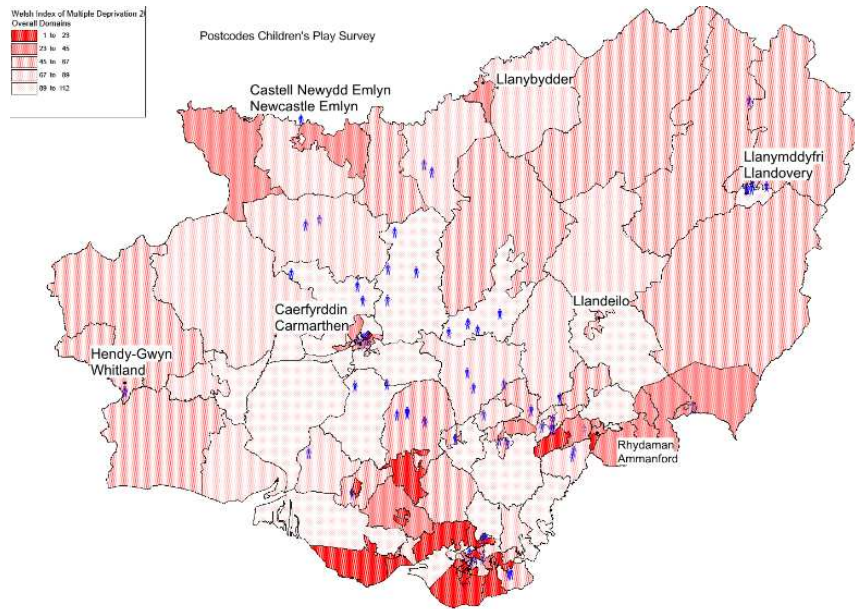 Welsh Index of Multiple Deprivation 2
Overall Domains
1 to 23
23 to 45
45 to 67
67 to 89
89 to 112
Postcodes Children's Play Survey
Castell Newydd Emlyn
Newcastle Emlyn
Llanybydder
Llanymddyfri
Llandovery
Caerfyrddin
Carmarthen
Llandeilo
Hendy-Gwyn
Whitland
Rhydaman
Ammanford